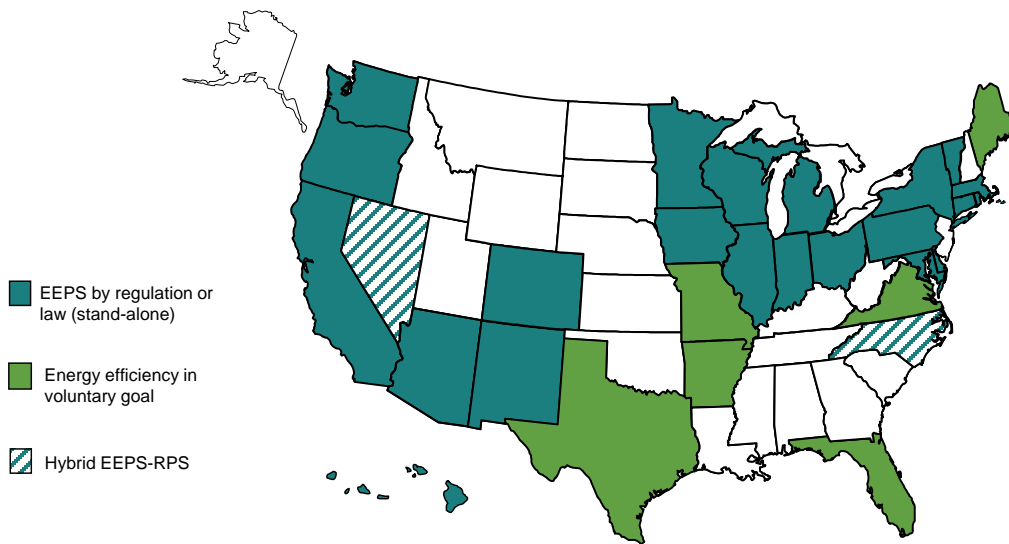 EEPS by regulation or
law (stand-alone)
Energy efficiency in
voluntary goal
Hybrid EEPS-RPS